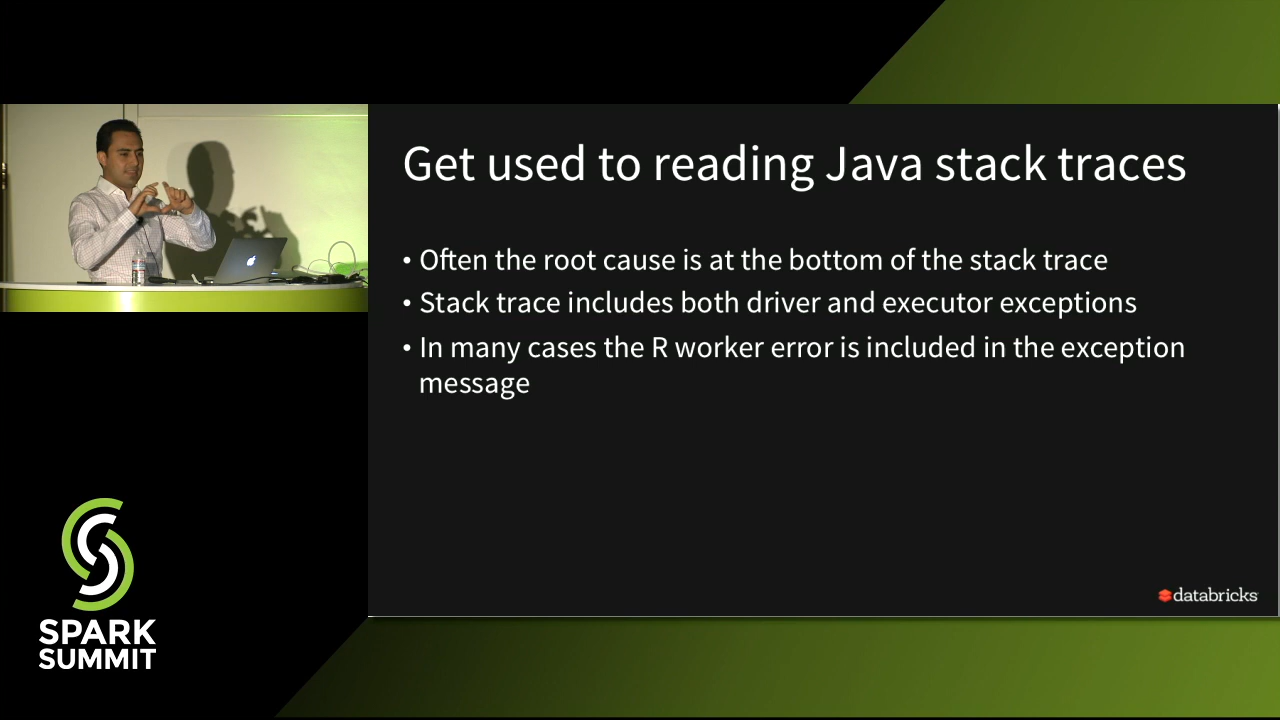 Get used to reading Java stack traces
• Often the root cause is at the bottom of the stack trace
• Stack trace includes both driver and executor exceptions
• In many cases the R worker error is included in the exception
message
databricks
SPARK
SUMMIT